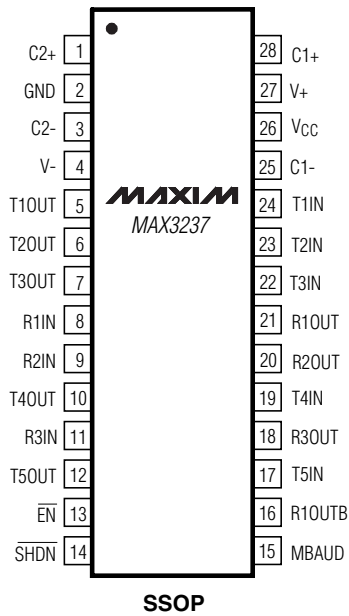 C2+ 1 28 C1+
GND 2 27 V+
C2- 3 26 VCC
V- 4 25 C1-
T1OUT 5 MAXIM 24 T1IN
MAX3237
T2OUT 6 23 T2IN
T3OUT 7 22 T3IN
R1IN 8 21 R1OUT
R2IN 9 20 R2OUT
T4OUT 10 19 T4IN
R3IN 11 18 R3OUT
T5OUT 12 17 T5IN
EN 13 16 R1OUTB
SHDN 14 15 MBAUD
SSOP